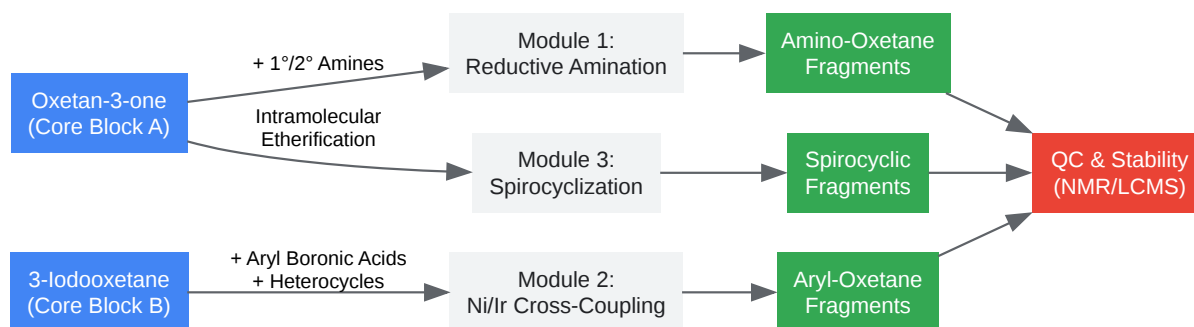 Oxetan-3-one
(Core Block A)
+ 1°/2° Amines
Intramolecular
Etherification
Module 1:
Reductive Amination
Amino-Oxetane
Fragments
Module 3:
Spirocyclization
Spirocyclic
Fragments
QC & Stability
(NMR/LCMS)
3-Iodooxetane
(Core Block B)
+ Aryl Boronic Acids
+ Heterocycles
Module 2:
Ni/Ir Cross-Coupling
Aryl-Oxetane
Fragments